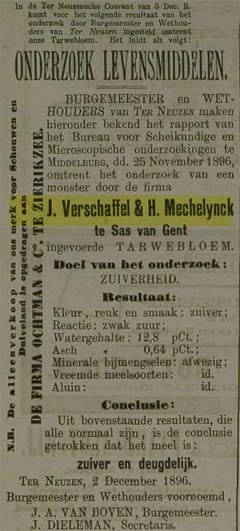 In de Ter Neuzensche Courant van 5 Dec. ll.
komt voor het volgende resultaat van het
onderzoek door Burgemeester en Wethou-
ders van Ter Neuzen ingesteld omtrent
onze Tarwebloem. Het luidt als volgt:
ONDERZOEK LEVENSMIDDELEN.
N.B. De alleenverkoop van ons merk voor Schouwen en
Duiveland is opgedragen aan
DE FIRMA OCHTMAN & Co. TE ZIERIKZEE.
BURGEMEESTER en WET-
HOUDERS van TER NEUZEN maken
hieronder bekend het rapport van
het Bureau voor Scheikundige en
Microscopische onderzoekingen te
MIDDELBURG, dd. 25 November 1896,
omtrent het onderzoek van een
monster door de firma
J. Verschaffel & H. Mechelynck
te Sas van Gent
ingevoerde TARWEBLOEM.
Doel van het onderzoek:
ZUIVERHEID.
Resultaat:
Kleur, reuk en smaak: zuiver;
Reactie: zwak zuur;
Watergehalte: 12,8 pCt.;
Asch „ 0,64 pCt.;
Minerale bijmengselen: afwezig;
Vreemde meelsoorten: id.
Aluin: id.
Conclusie:
Uit bovenstaande resultaten, die
alle normaal zijn, is de conclusie
getrokken dat het meel is:
zuiver en deugdelijk.
TER NEUZEN, 2 December 1896.
Burgemeester en Wethouders voornoemd,
J. A. VAN BOVEN, Burgemeester.
J. DIELEMAN, Secretaris.